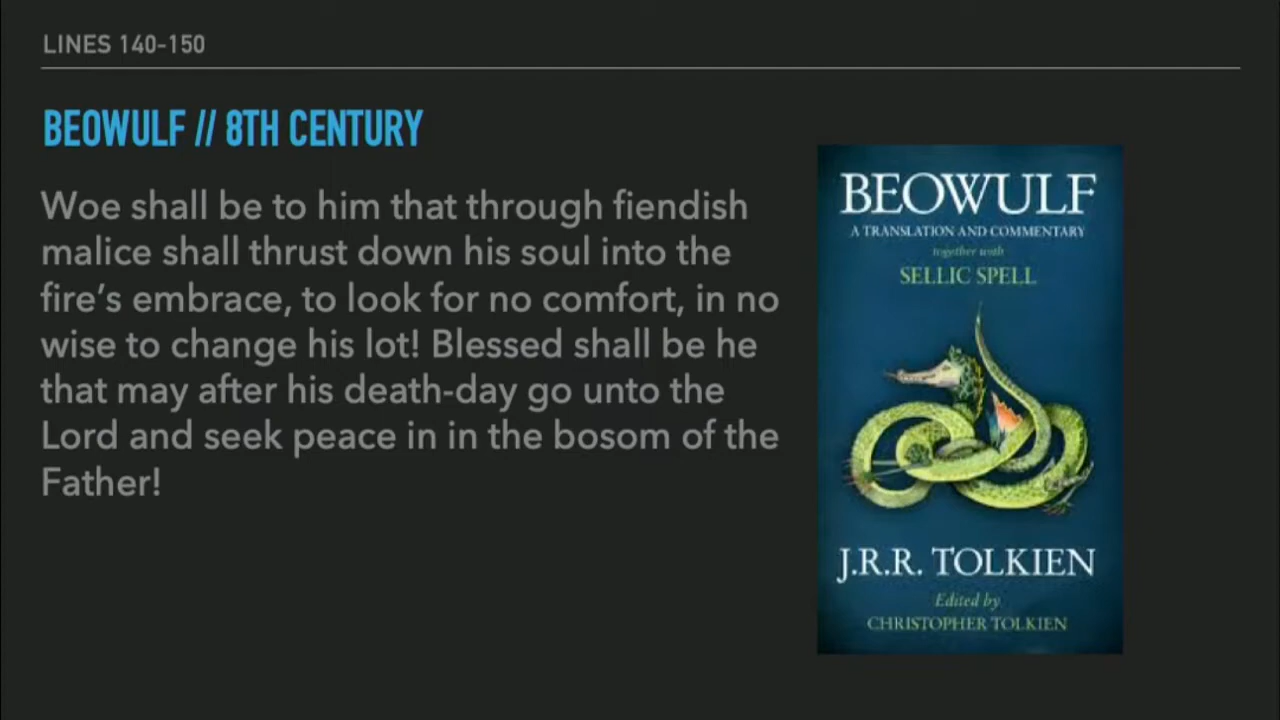 LINES 140-150
BEOWULF // 8TH CENTURY
Woe shall be to him that through fiendish
malice shall thrust down his soul into the
fire’s embrace, to look for no comfort, in no
wise to change his lot! Blessed shall be he
that may after his death-day go unto the
Lord and seek peace in in the bosom of the
Father!
BEOWULF
A TRANSLATION AND COMMENTARY
together with
SELLIC SPELL
J.R.R. TOLKIEN
Edited by
CHRISTOPHER TOLKIEN